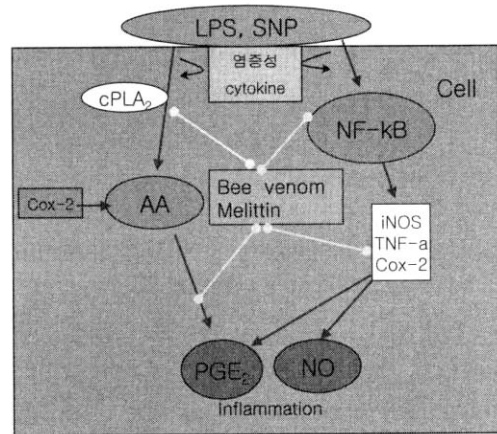 LPS, SNP
염증성
cytokine
Cell
cPLA₂
NF-kB
Bee venom
Melittin
Cox-2
AA
iNOS
TNF-a
Cox-2
PGE₂
NO
inflammation